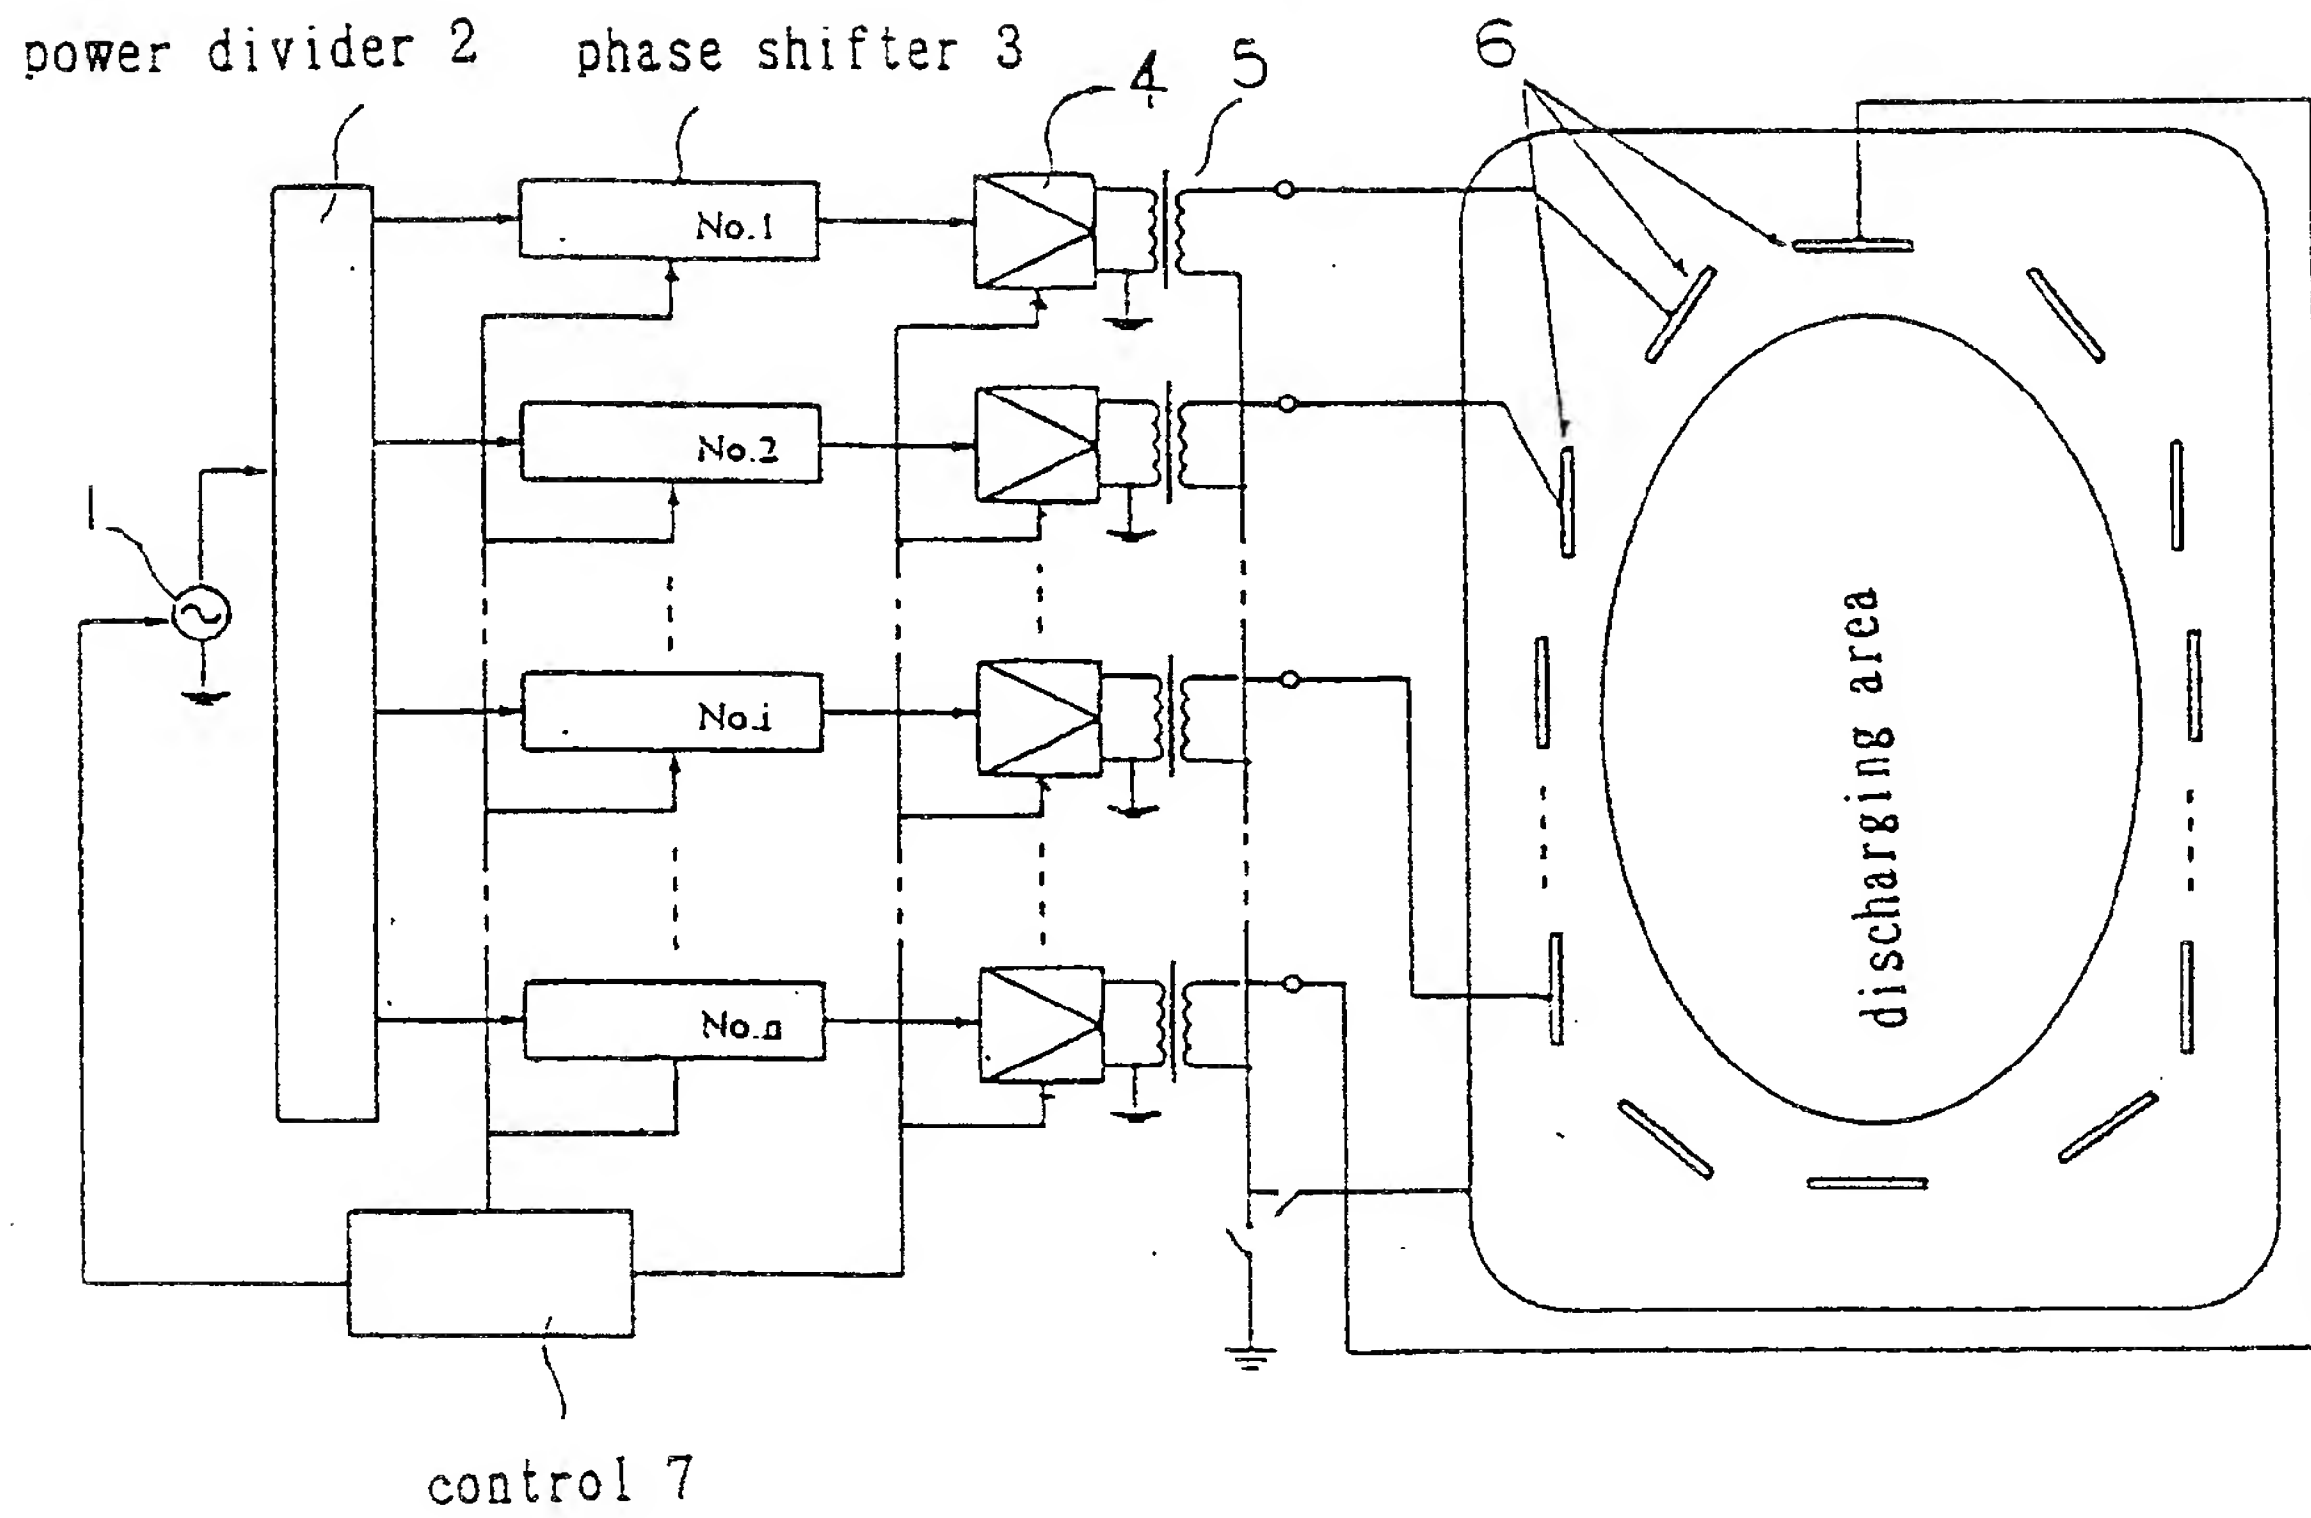 power divider 2
phase shifter 3
4
5
6
No.1
No.2
1
No.i
discharging area
No.n
control 7